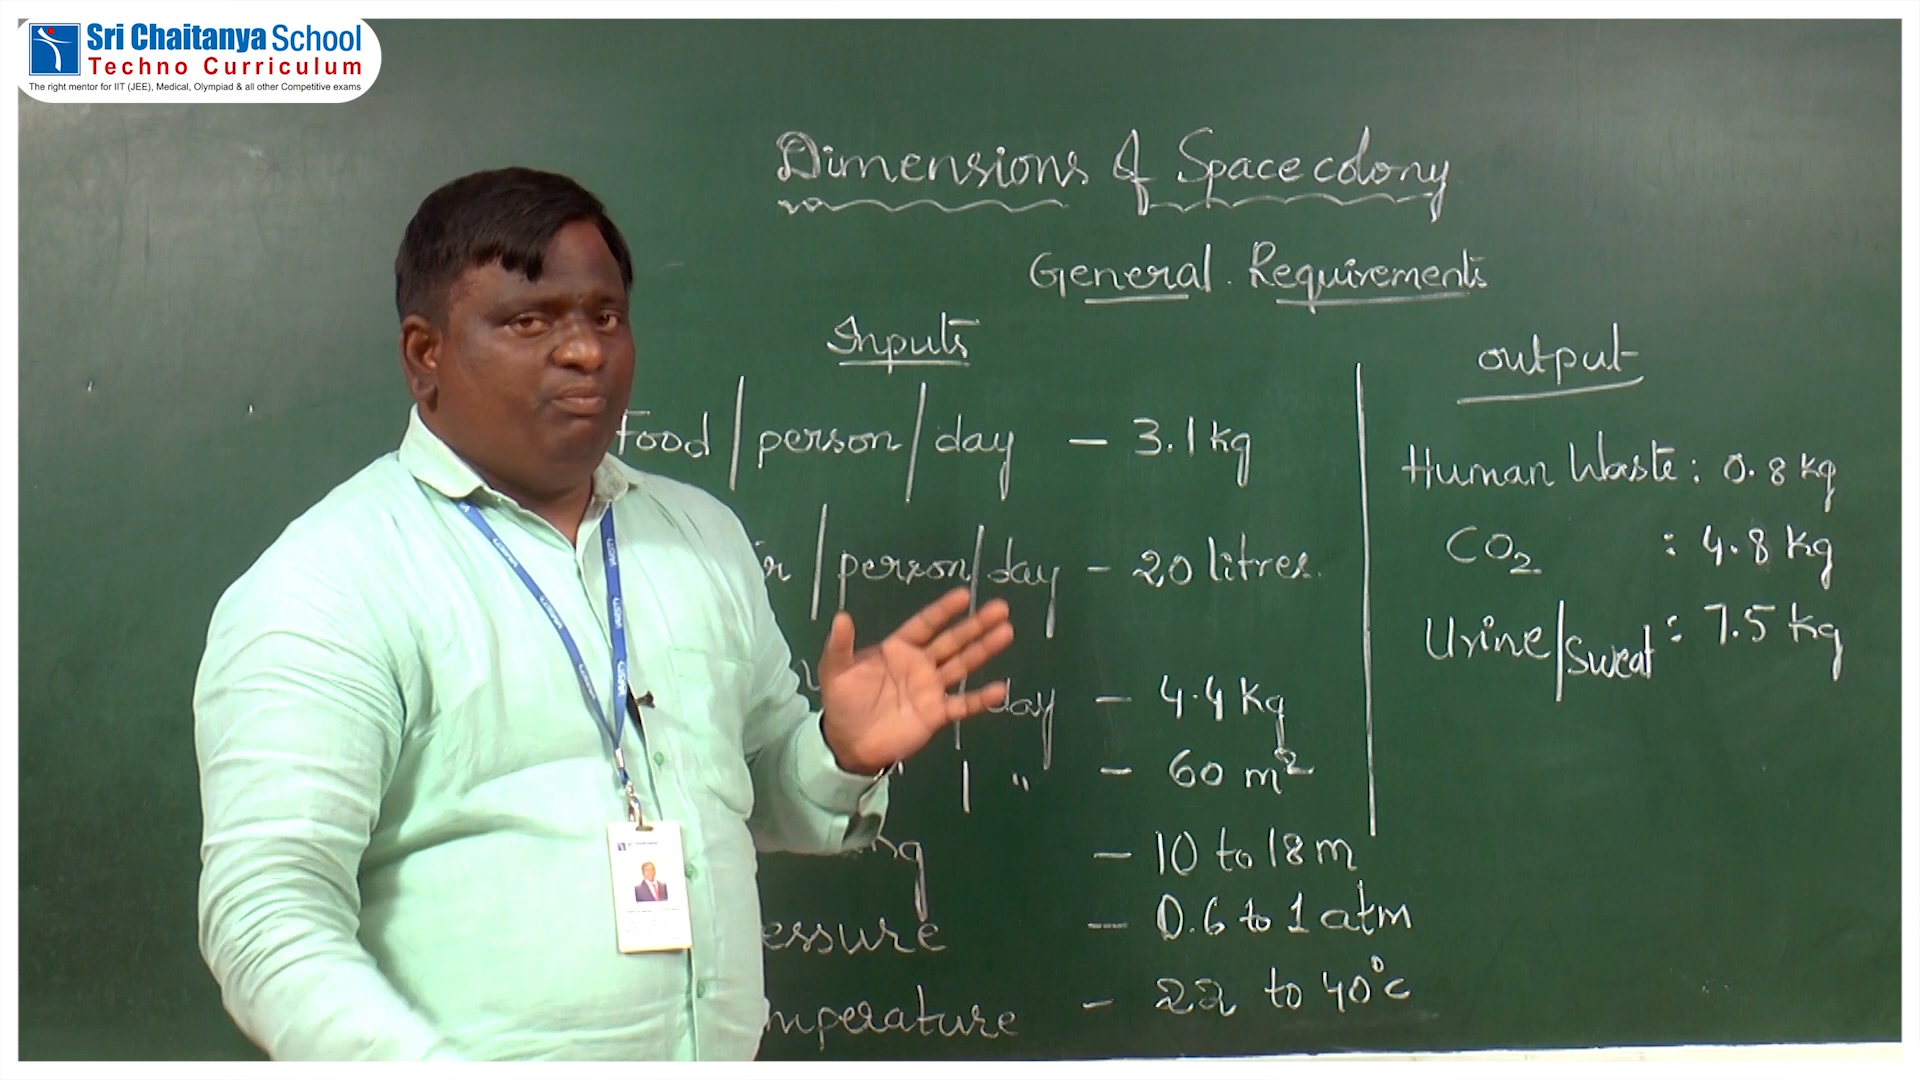 Sri Chaitanya School
Techno Curriculum
The right mentor for IIT (JEE), Medical, Olympiad & all other Competitive exams
Dimensions of Space colony
General Requirements
Inputs
Food / person / day - 3.1 kg
r / person / day - 20 litres.
day - 4.4 Kg
" / " - 60 m²
ng - 10 to 18 m
essure - 0.6 to 1 atm
mperature - 22 to 40°c
output
Human Waste : 0.8 kg
CO₂ : 4.8 kg
Urine / Sweat : 7.5 kg